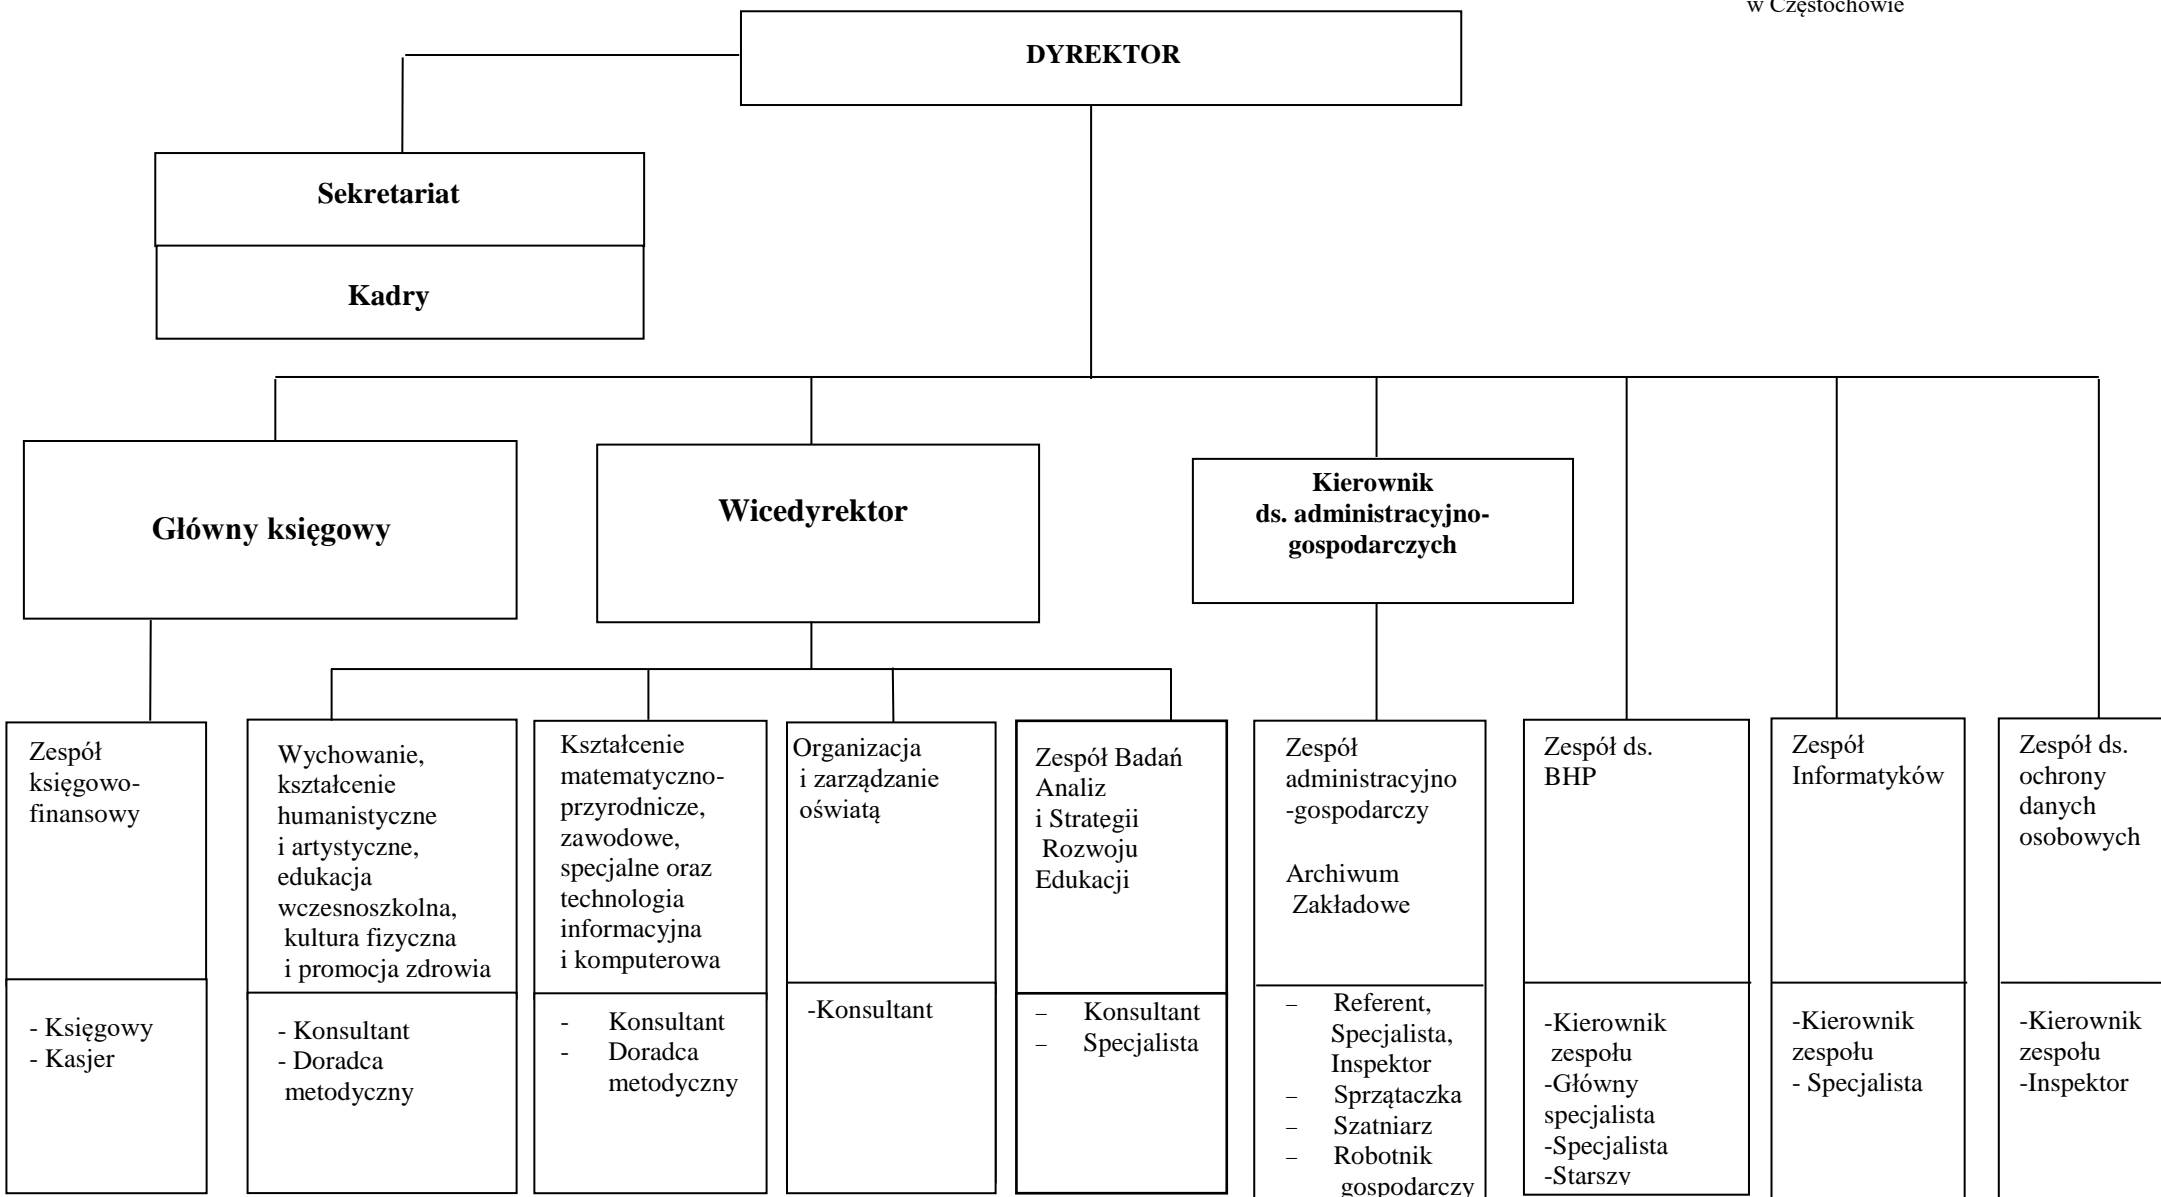 w Częstochowie
DYREKTOR
Sekretariat
Kadry
Główny księgowy
Wicedyrektor
Kierownik
ds. administracyjno-
gospodarczych
Zespół
księgowo-
finansowy
- Księgowy
- Kasjer
Wychowanie,
kształcenie
humanistyczne
i artystyczne,
edukacja
wczesnoszkolna,
kultura fizyczna
i promocja zdrowia
- Konsultant
- Doradca
metodyczny
Kształcenie
matematyczno-
przyrodnicze,
zawodowe,
specjalne oraz
technologia
informacyjna
i komputerowa
- Konsultant
- Doradca
metodyczny
Organizacja
i zarządzanie
oświatą
-Konsultant
Zespół Badań
Analiz
i Strategii
Rozwoju
Edukacji
– Konsultant
– Specjalista
Zespół
administracyjno
-gospodarczy
Archiwum
Zakładowe
– Referent,
Specjalista,
Inspektor
– Sprzątaczka
– Szatniarz
– Robotnik
gospodarczy
Zespół ds.
BHP
-Kierownik
zespołu
-Główny
specjalista
-Specjalista
-Starszy
Zespół
Informatyków
-Kierownik
zespołu
- Specjalista
Zespół ds.
ochrony
danych
osobowych
-Kierownik
zespołu
-Inspektor